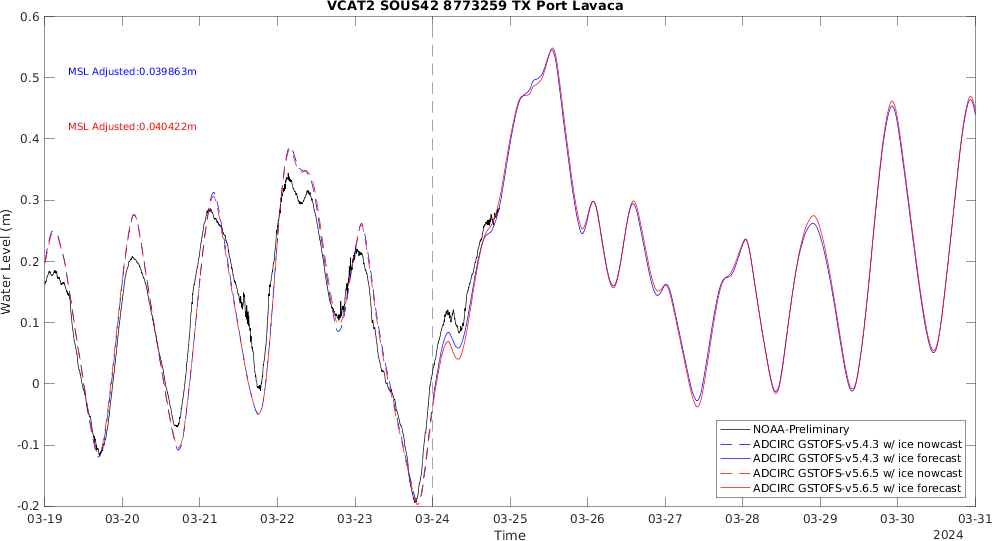 VCAT2 SOUS42 8773259 TX Port Lavaca
0.6
0.5
0.4
0.3
0.2
0.1
0
-0.1
-0.2
Water Level (m)
MSL Adjusted:0.039863m
MSL Adjusted:0.040422m
NOAA-Preliminary
ADCIRC GSTOFS-v5.4.3 w/ ice nowcast
ADCIRC GSTOFS-v5.4.3 w/ ice forecast
ADCIRC GSTOFS-v5.6.5 w/ ice nowcast
ADCIRC GSTOFS-v5.6.5 w/ ice forecast
03-19 03-20 03-21 03-22 03-23 03-24 03-25 03-26 03-27 03-28 03-29 03-30 03-31
Time
2024